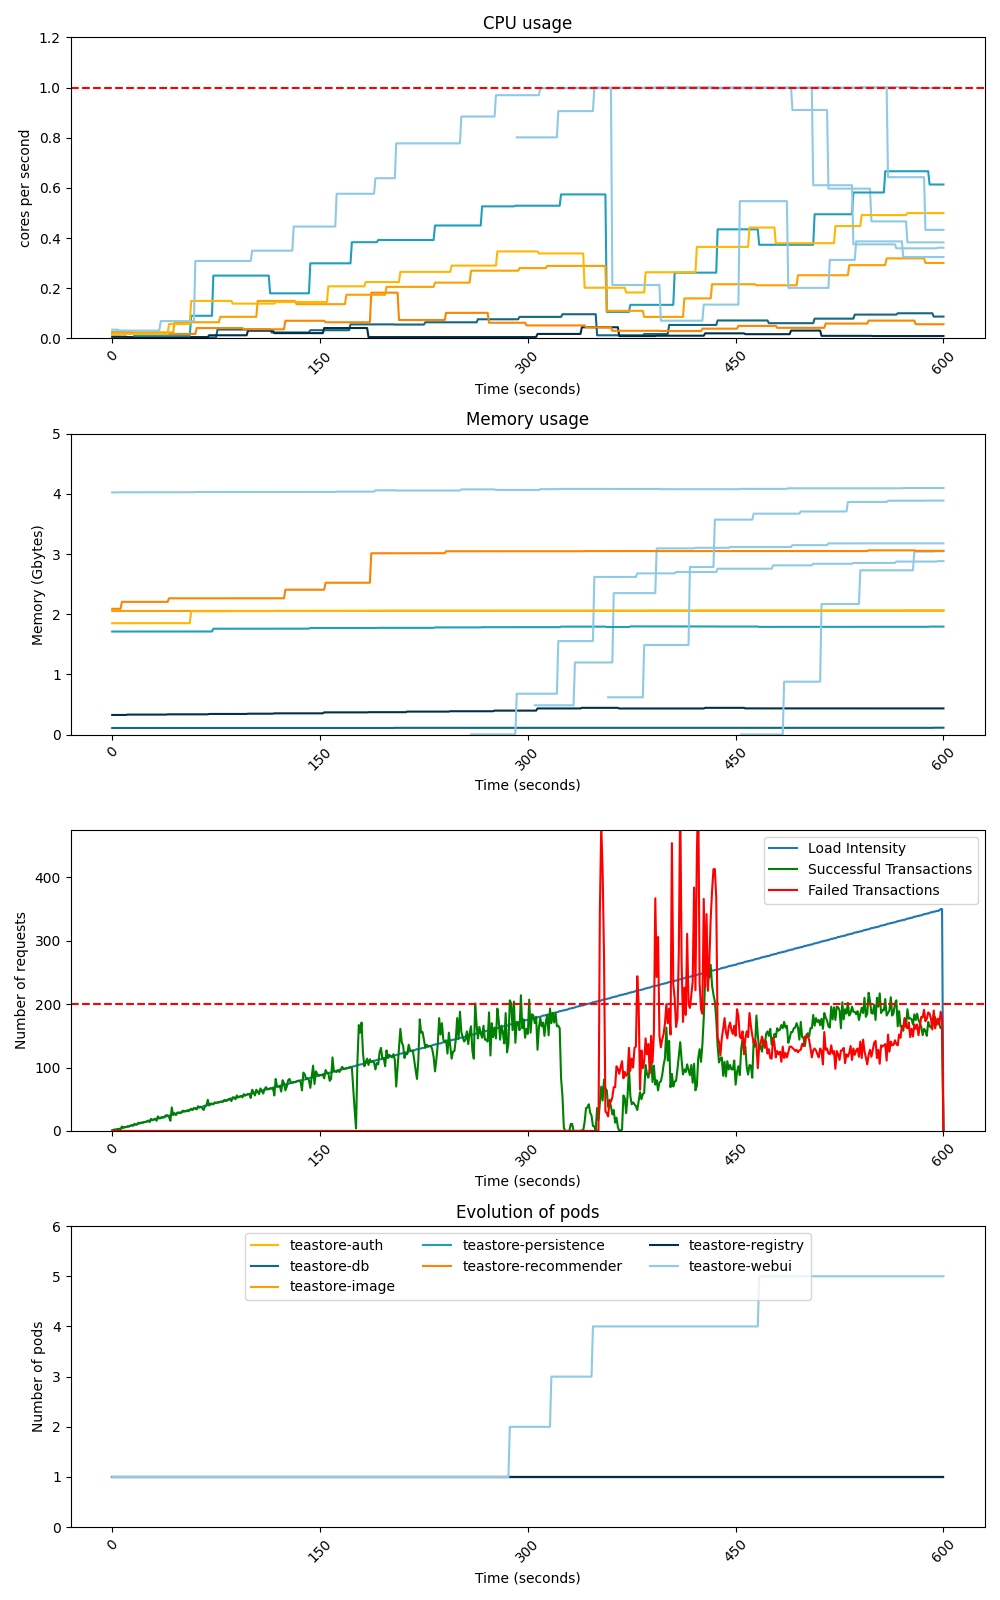 CPU usage
1.2
1.0
0.8
0.6
0.4
0.2
0.0
cores per second
0 150 300 450 600
Time (seconds)
Memory usage
5
4
3
2
1
0
Memory (Gbytes)
0 150 300 450 600
Time (seconds)
Load Intensity
Successful Transactions
Failed Transactions
400
300
200
100
0
Number of requests
0 150 300 450 600
Time (seconds)
Evolution of pods
6
5
4
3
2
1
0
Number of pods
teastore-auth teastore-persistence teastore-registry
teastore-db teastore-recommender teastore-webui
teastore-image
0 150 300 450 600
Time (seconds)